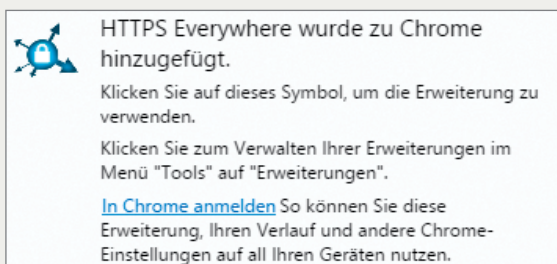 HTTPS Everywhere wurde zu Chrome
hinzugefügt.
Klicken Sie auf dieses Symbol, um die Erweiterung zu
verwenden.
Klicken Sie zum Verwalten Ihrer Erweiterungen im
Menü "Tools" auf "Erweiterungen".
In Chrome anmelden So können Sie diese
Erweiterung, Ihren Verlauf und andere Chrome-
Einstellungen auf all Ihren Geräten nutzen.